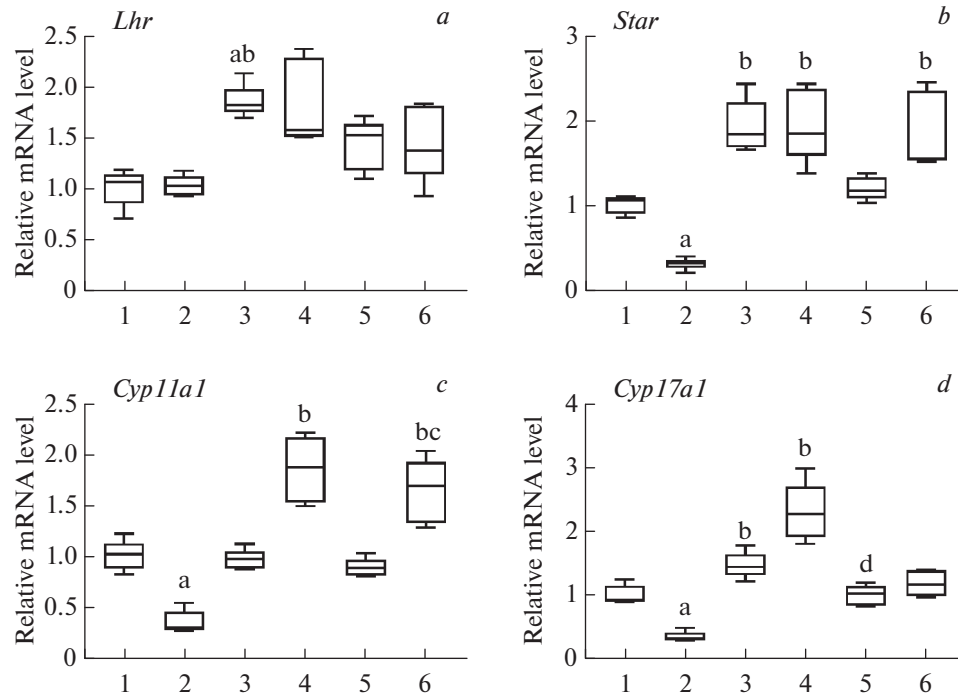 Lhr a
Relative mRNA level
2.5
2.0
1.5
1.0
0.5
0
ab
1 2 3 4 5 6
Star b
Relative mRNA level
3
2
1
0
a b b b
1 2 3 4 5 6
Cyp11a1 c
Relative mRNA level
2.5
2.0
1.5
1.0
0.5
0
a b bc
1 2 3 4 5 6
Cyp17a1 d
Relative mRNA level
4
3
2
1
0
a b b d
1 2 3 4 5 6